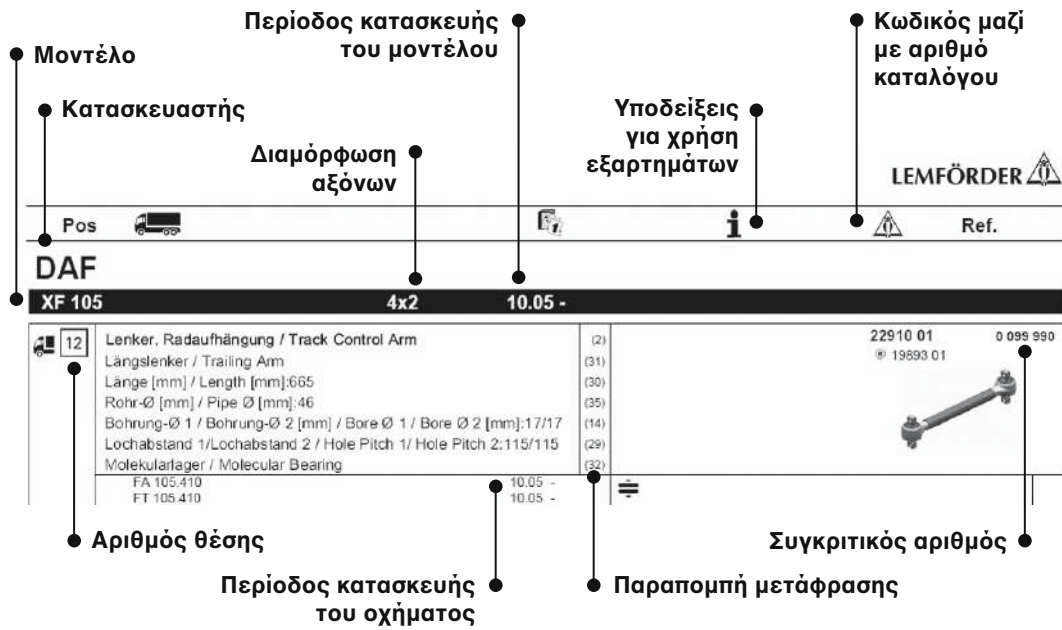 Περίοδος κατασκευής
του μοντέλου
Κωδικός μαζί
με αριθμό
καταλόγου
Μοντέλο
Κατασκευαστής
Υποδείξεις
για χρήση
εξαρτημάτων
Διαμόρφωση
αξόνων
LEMFÖRDER
Pos Ref.
DAF
XF 105 4x2 10.05 -
12 Lenker, Radaufhängung / Track Control Arm (2) 22910 01 0 099 990
Längslenker / Trailing Arm (31) 19893 01
Länge [mm] / Length [mm]:665 (30)
Rohr-Ø [mm] / Pipe Ø [mm]:46 (35)
Bohrung-Ø 1 / Bohrung-Ø 2 [mm] / Bore Ø 1 / Bore Ø 2 [mm]:17/17 (14)
Lochabstand 1/Lochabstand 2 / Hole Pitch 1/ Hole Pitch 2:115/115 (29)
Molekularlager / Molecular Bearing (32)
FA 105.410 10.05 -
FT 105.410 10.05 -
Αριθμός θέσης
Συγκριτικός αριθμός
Περίοδος κατασκευής
του οχήματος
Παραπομπή μετάφρασης